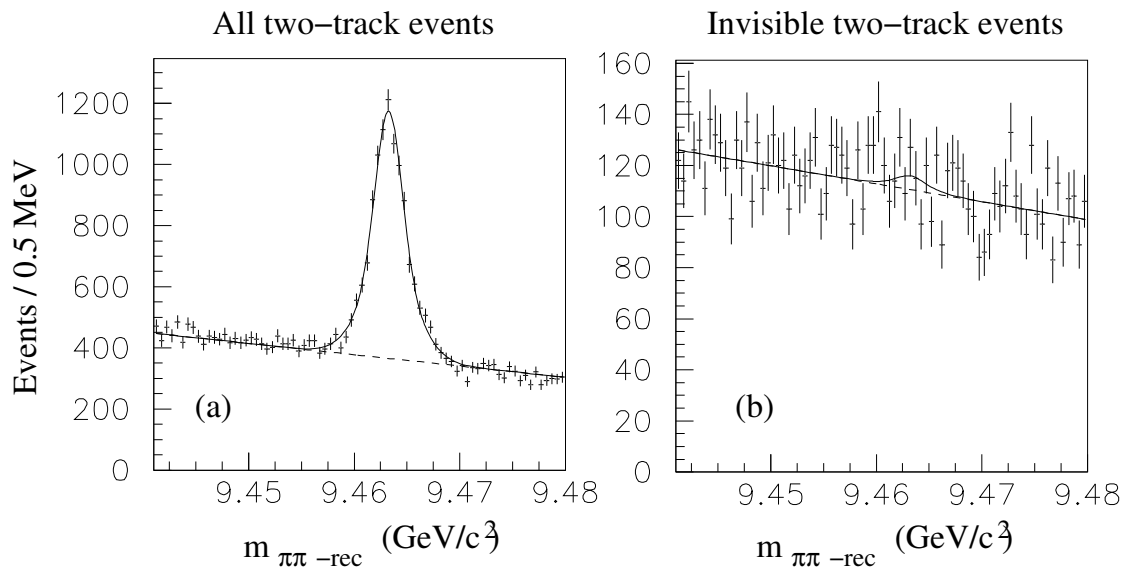 All two−track events
Invisible two−track events
Events / 0.5 MeV
1200
1000
800
600
400
200
0
(a)
9.45 9.46 9.47 9.48
m ππ −rec (GeV/c²)
160
140
120
100
80
60
40
20
0
(b)
9.45 9.46 9.47 9.48
m ππ −rec (GeV/c²)